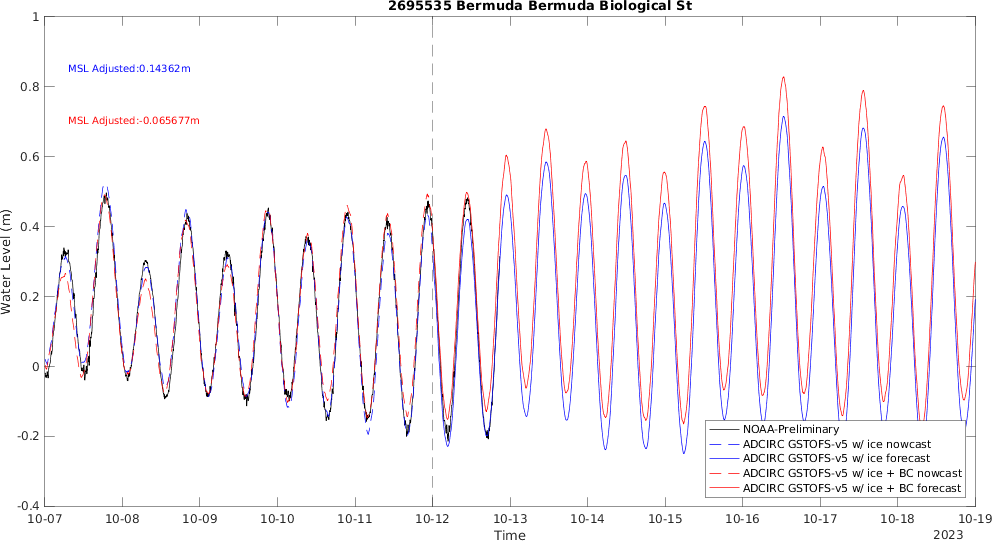 2695535 Bermuda Bermuda Biological St
1
0.8
0.6
0.4
0.2
0
-0.2
-0.4
Water Level (m)
MSL Adjusted:0.14362m
MSL Adjusted:-0.065677m
NOAA-Preliminary
ADCIRC GSTOFS-v5 w/ ice nowcast
ADCIRC GSTOFS-v5 w/ ice forecast
ADCIRC GSTOFS-v5 w/ ice + BC nowcast
ADCIRC GSTOFS-v5 w/ ice + BC forecast
10-07 10-08 10-09 10-10 10-11 10-12 10-13 10-14 10-15 10-16 10-17 10-18 10-19
Time
2023